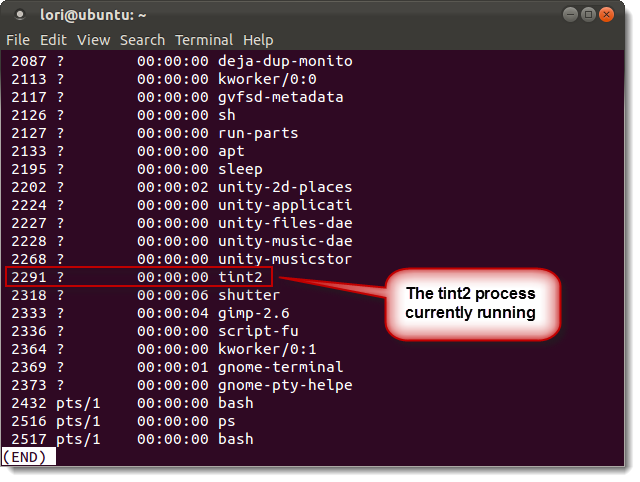 lori@ubuntu: ~
File Edit View Search Terminal Help
2087 ? 00:00:00 deja-dup-monito
2113 ? 00:00:00 kworker/0:0
2117 ? 00:00:00 gvfsd-metadata
2126 ? 00:00:00 sh
2127 ? 00:00:00 run-parts
2133 ? 00:00:00 apt
2195 ? 00:00:00 sleep
2202 ? 00:00:02 unity-2d-places
2224 ? 00:00:00 unity-applicati
2227 ? 00:00:00 unity-files-dae
2228 ? 00:00:00 unity-music-dae
2268 ? 00:00:00 unity-musicstor
2291 ? 00:00:00 tint2
2318 ? 00:00:06 shutter
2333 ? 00:00:04 gimp-2.6
2336 ? 00:00:00 script-fu
2364 ? 00:00:00 kworker/0:1
2369 ? 00:00:01 gnome-terminal
2373 ? 00:00:00 gnome-pty-helpe
2432 pts/1 00:00:00 bash
2516 pts/1 00:00:00 ps
2517 pts/1 00:00:00 bash
(END)
The tint2 process
currently running